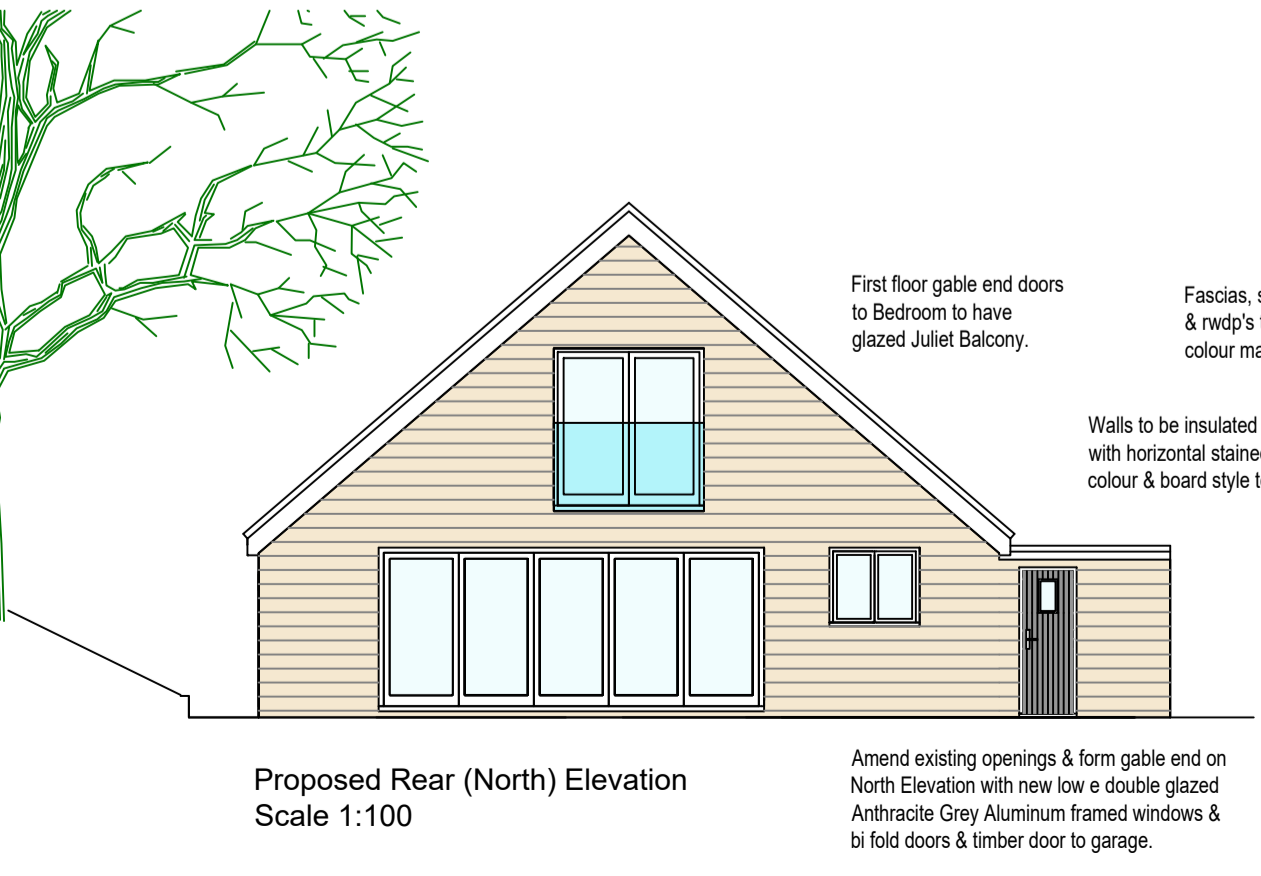 First floor gable end doors
to Bedroom to have
glazed Juliet Balcony.
Fascias,
& rwdp's
colour
Walls to be insulated
with horizontal
colour & board style
Proposed Rear (North) Elevation
Scale 1:100
Amend existing openings & form gable end on
North Elevation with new low e double glazed
Anthracite Grey Aluminum framed windows &
bi fold doors & timber door to garage.